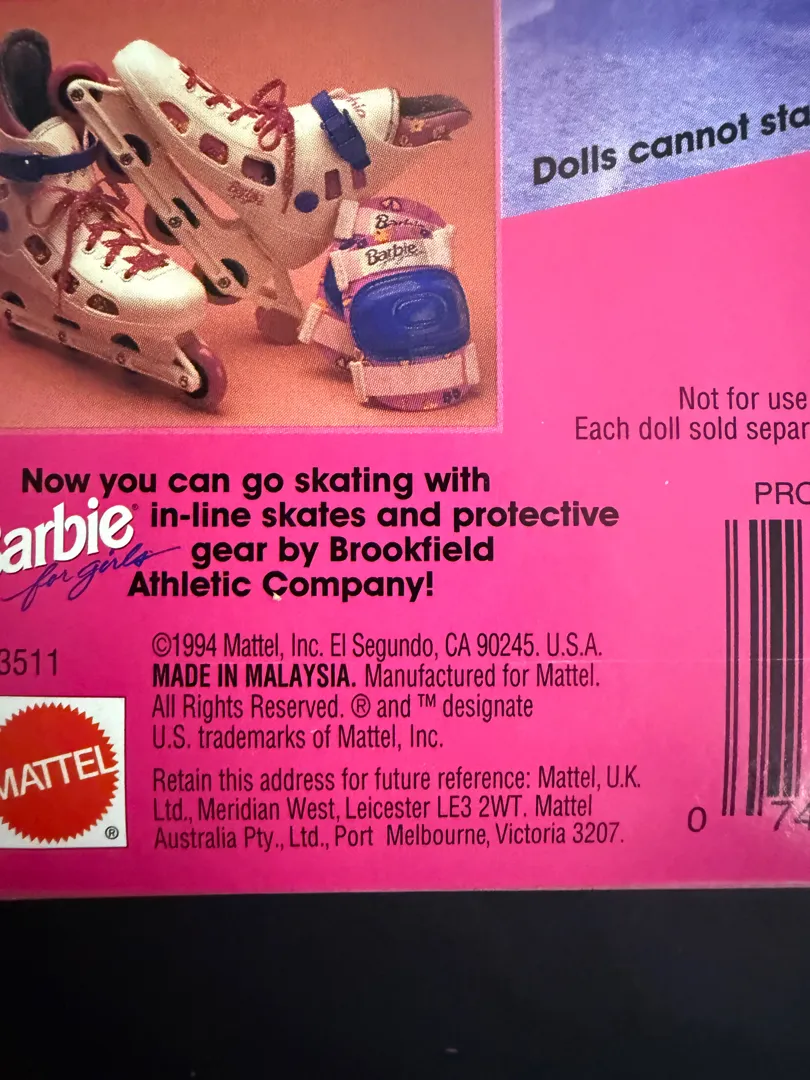 Dolls cannot sta
Barbie
Barbie
Not for use
Each doll sold separ
Now you can go skating with
Barbie® in-line skates and protective
for girls gear by Brookfield
Athletic Company!
PRO
©1994 Mattel, Inc. El Segundo, CA 90245. U.S.A.
3511 MADE IN MALAYSIA. Manufactured for Mattel.
All Rights Reserved. ® and ™ designate
U.S. trademarks of Mattel, Inc.
MATTEL®
Retain this address for future reference: Mattel, U.K.
Ltd., Meridian West, Leicester LE3 2WT. Mattel
Australia Pty., Ltd., Port Melbourne, Victoria 3207.
0 74